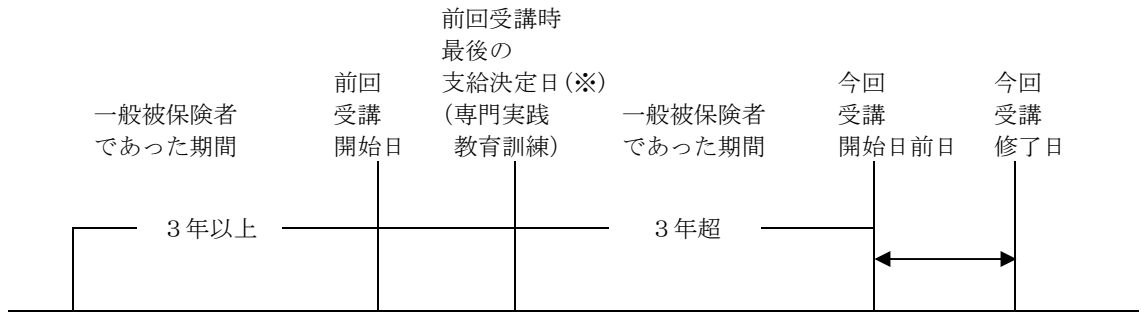 一般被保険者
であった期間
前回
受講
開始日
前回受講時
最後の
支給決定日(※)
(専門実践
教育訓練)
一般被保険者
であった期間
今回
受講
開始日前日
今回
受講
修了日
3年以上
3年超